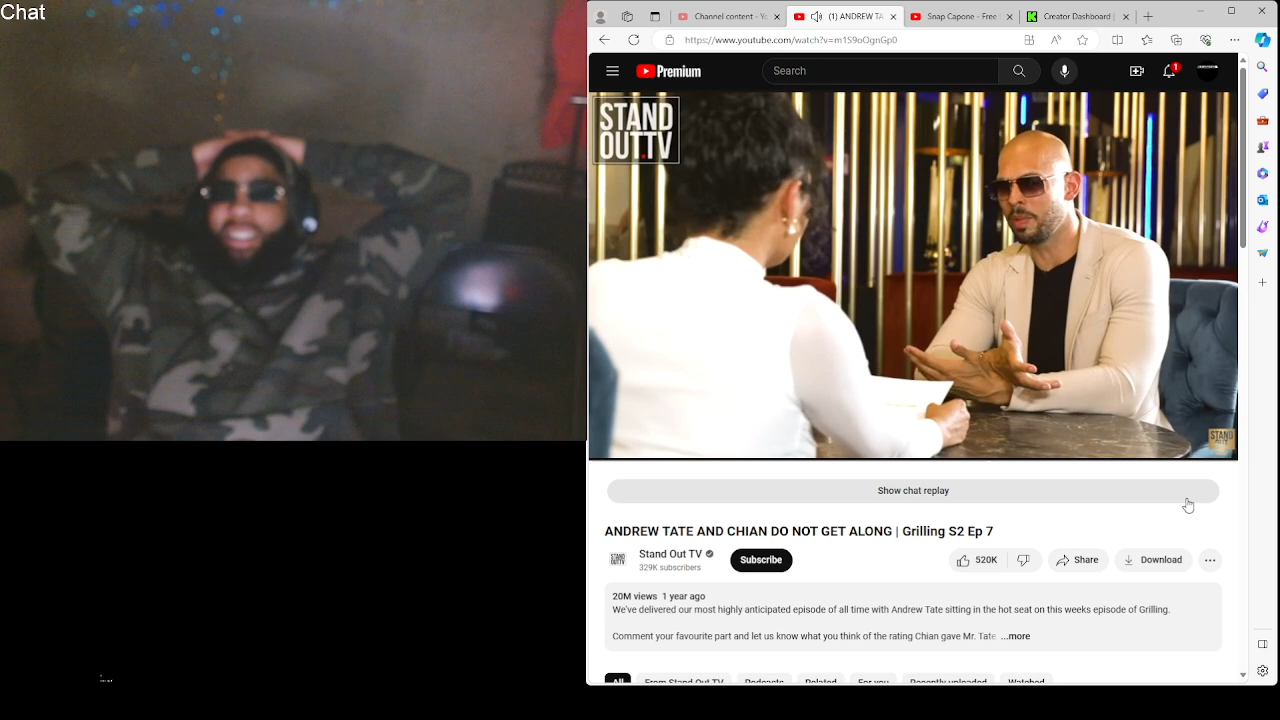 Chat
Channel content - Yo
(1) ANDREW TA
Snap Capone - Free
Creator Dashboard |
https://www.youtube.com/watch?v=m1S9oOgnGp0
Premium
Search
1
STAND
OUT.TV
STAND
Show chat replay
ANDREW TATE AND CHIAN DO NOT GET ALONG | Grilling S2 Ep 7
Stand Out TV
329K subscribers
Subscribe
520K
Share
Download
20M views 1 year ago
We've delivered our most highly anticipated episode of all time with Andrew Tate sitting in the hot seat on this weeks episode of Grilling.
Comment your favourite part and let us know what you think of the rating Chian gave Mr. Tate ...more
All
From Stand Out TV
Podcasts
Related
For you
Recently uploaded
Watched